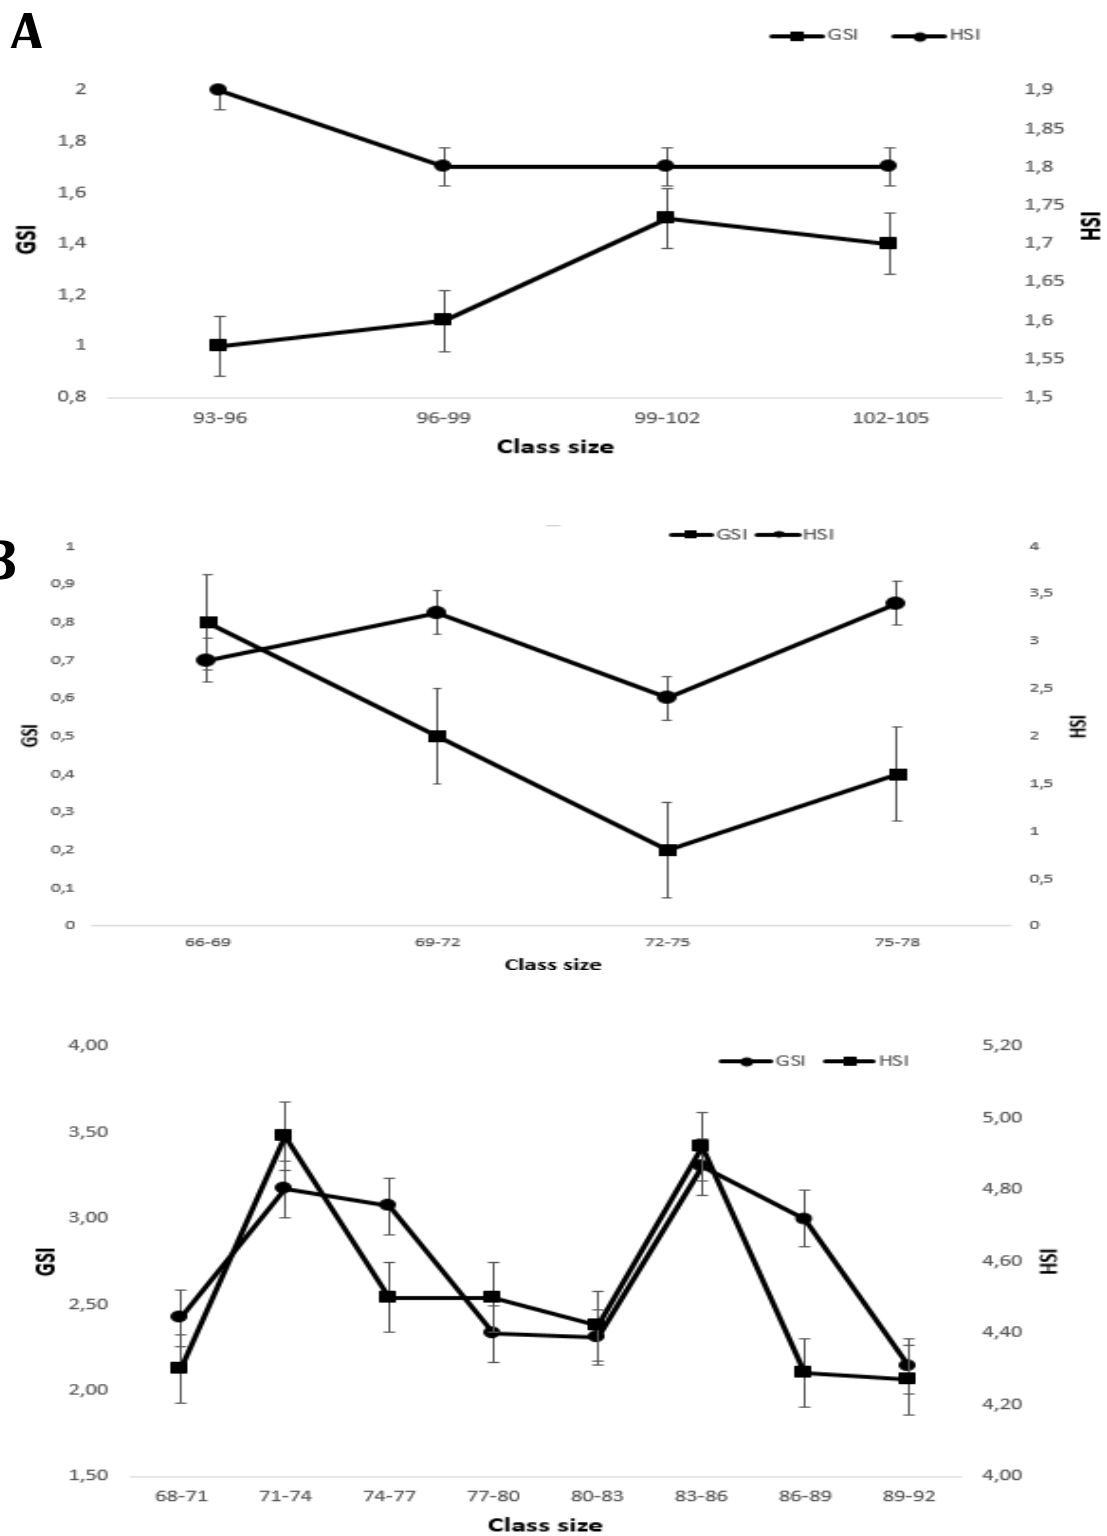 A
GSI HSI
2 1,9
1,8 1,85
1,6 1,8
1,4 1,75
1,2 1,7
1 1,65
0,8 1,6
1,55
1,5
GSI
HSI
93-96 96-99 99-102 102-105
Class size
B
GSI HSI
1 4
0,9 3,5
0,8 3
0,7 2,5
0,6 2
0,5 1,5
0,4 1
0,3 0,5
0,2 0
0,1
0
GSI
HSI
66-69 69-72 72-75 75-78
Class size
GSI HSI
4,00 5,20
3,50 5,00
3,00 4,80
2,50 4,60
2,00 4,40
1,50 4,20
4,00
GSI
HSI
68-71 71-74 74-77 77-80 80-83 83-86 86-89 89-92
Class size